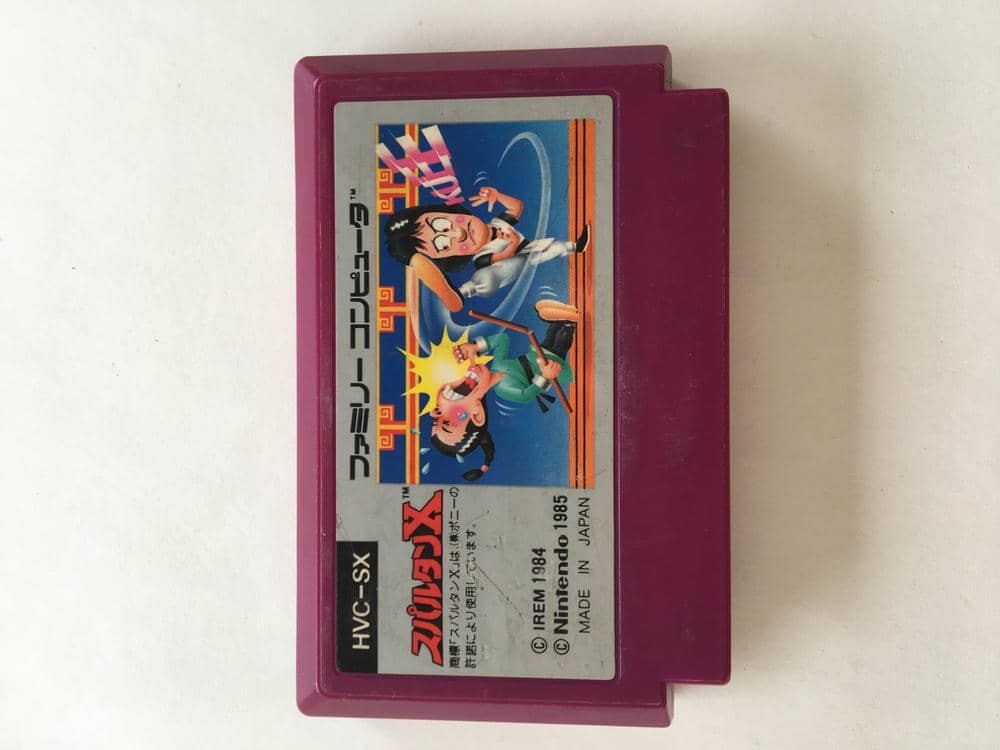 HVC-SX
ファミリー コンピュータ™
スパルタンX™
商標「スパルタンX」は、(株)ポニーの
許諾により使用しています。
© IREM 1984
© Nintendo 1985
MADE IN JAPAN